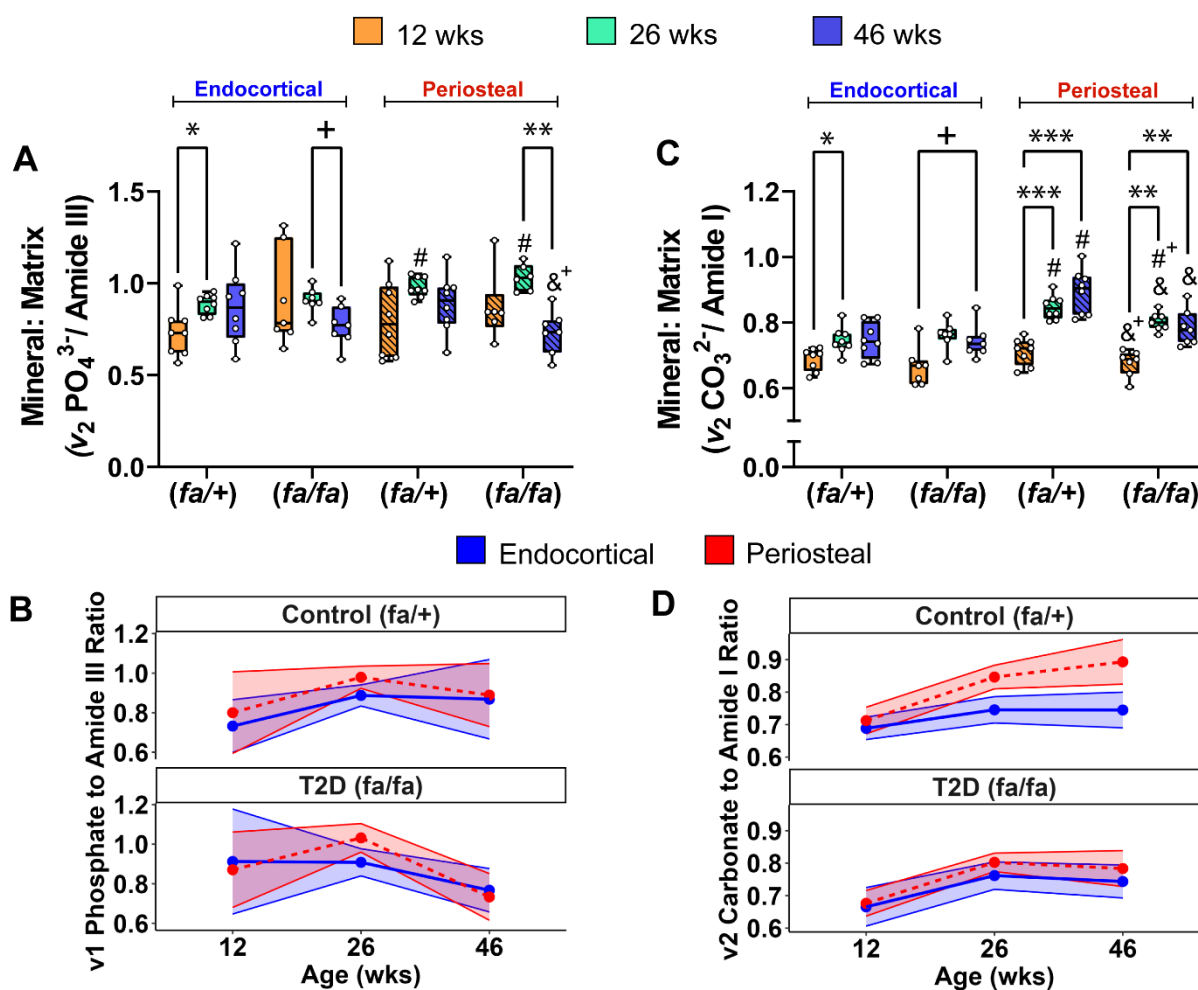 12 wks 26 wks 46 wks
A
Endocortical Periosteal
* + **
Mineral: Matrix
(v₂ PO₄³⁻/ Amide III)
1.5
1.0
0.5
0.0
# # &⁺
(fa/+) (fa/fa) (fa/+) (fa/fa)
C
Endocortical Periosteal
* + *** **
*** **
Mineral: Matrix
(v₂ CO₃²⁻/ Amide I)
1.2
1.0
0.8
0.6
0.0
# # &⁺ #⁺ & &
(fa/+) (fa/fa) (fa/+) (fa/fa)
Endocortical Periosteal
B
v1 Phosphate to Amide III Ratio
Control (fa/+)
1.2
1.0
0.8
0.6
T2D (fa/fa)
1.2
1.0
0.8
0.6
12 26 46
Age (wks)
D
v2 Carbonate to Amide I Ratio
Control (fa/+)
0.9
0.8
0.7
0.6
T2D (fa/fa)
0.9
0.8
0.7
0.6
12 26 46
Age (wks)